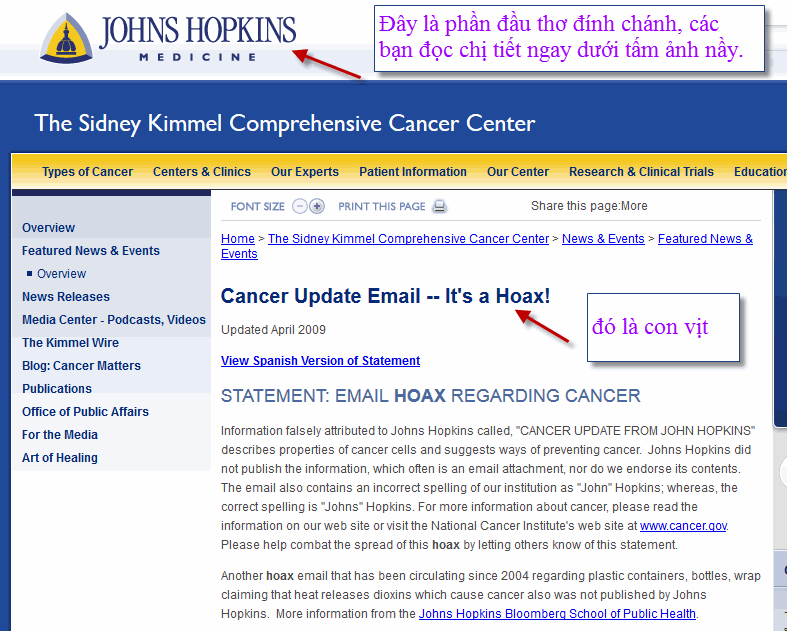 JOHNS HOPKINS
MEDICINE
Đây là phần đầu thơ đính chánh, các
bạn đọc chị tiết ngay dưới tấm ảnh nầy.
The Sidney Kimmel Comprehensive Cancer Center
Types of Cancer Centers & Clinics Our Experts Patient Information Our Center Research & Clinical Trials Education
FONT SIZE PRINT THIS PAGE Share this page:More
Overview
Featured News & Events
Overview
News Releases
Media Center - Podcasts, Videos
The Kimmel Wire
Blog: Cancer Matters
Publications
Office of Public Affairs
For the Media
Art of Healing
Home > The Sidney Kimmel Comprehensive Cancer Center > News & Events > Featured News &
Events
Cancer Update Email -- It's a Hoax!
đó là con vịt
Updated April 2009
View Spanish Version of Statement
STATEMENT: EMAIL HOAX REGARDING CANCER
Information falsely attributed to Johns Hopkins called, "CANCER UPDATE FROM JOHN HOPKINS"
describes properties of cancer cells and suggests ways of preventing cancer. Johns Hopkins did
not publish the information, which often is an email attachment, nor do we endorse its contents.
The email also contains an incorrect spelling of our institution as "John" Hopkins; whereas, the
correct spelling is "Johns" Hopkins. For more information about cancer, please read the
information on our web site or visit the National Cancer Institute's web site at www.cancer.gov.
Please help combat the spread of this hoax by letting others know of this statement.
Another hoax email that has been circulating since 2004 regarding plastic containers, bottles, wrap
claiming that heat releases dioxins which cause cancer also was not published by Johns
Hopkins. More information from the Johns Hopkins Bloomberg School of Public Health.